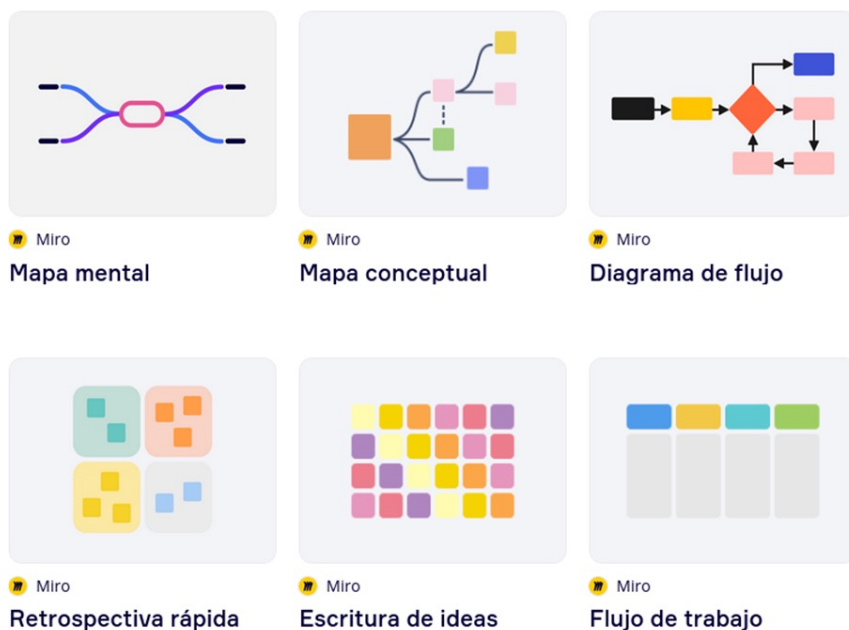 Miro
Mapa mental
Miro
Mapa conceptual
Miro
Diagrama de flujo
Miro
Retrospectiva rápida
Miro
Escritura de ideas
Miro
Flujo de trabajo